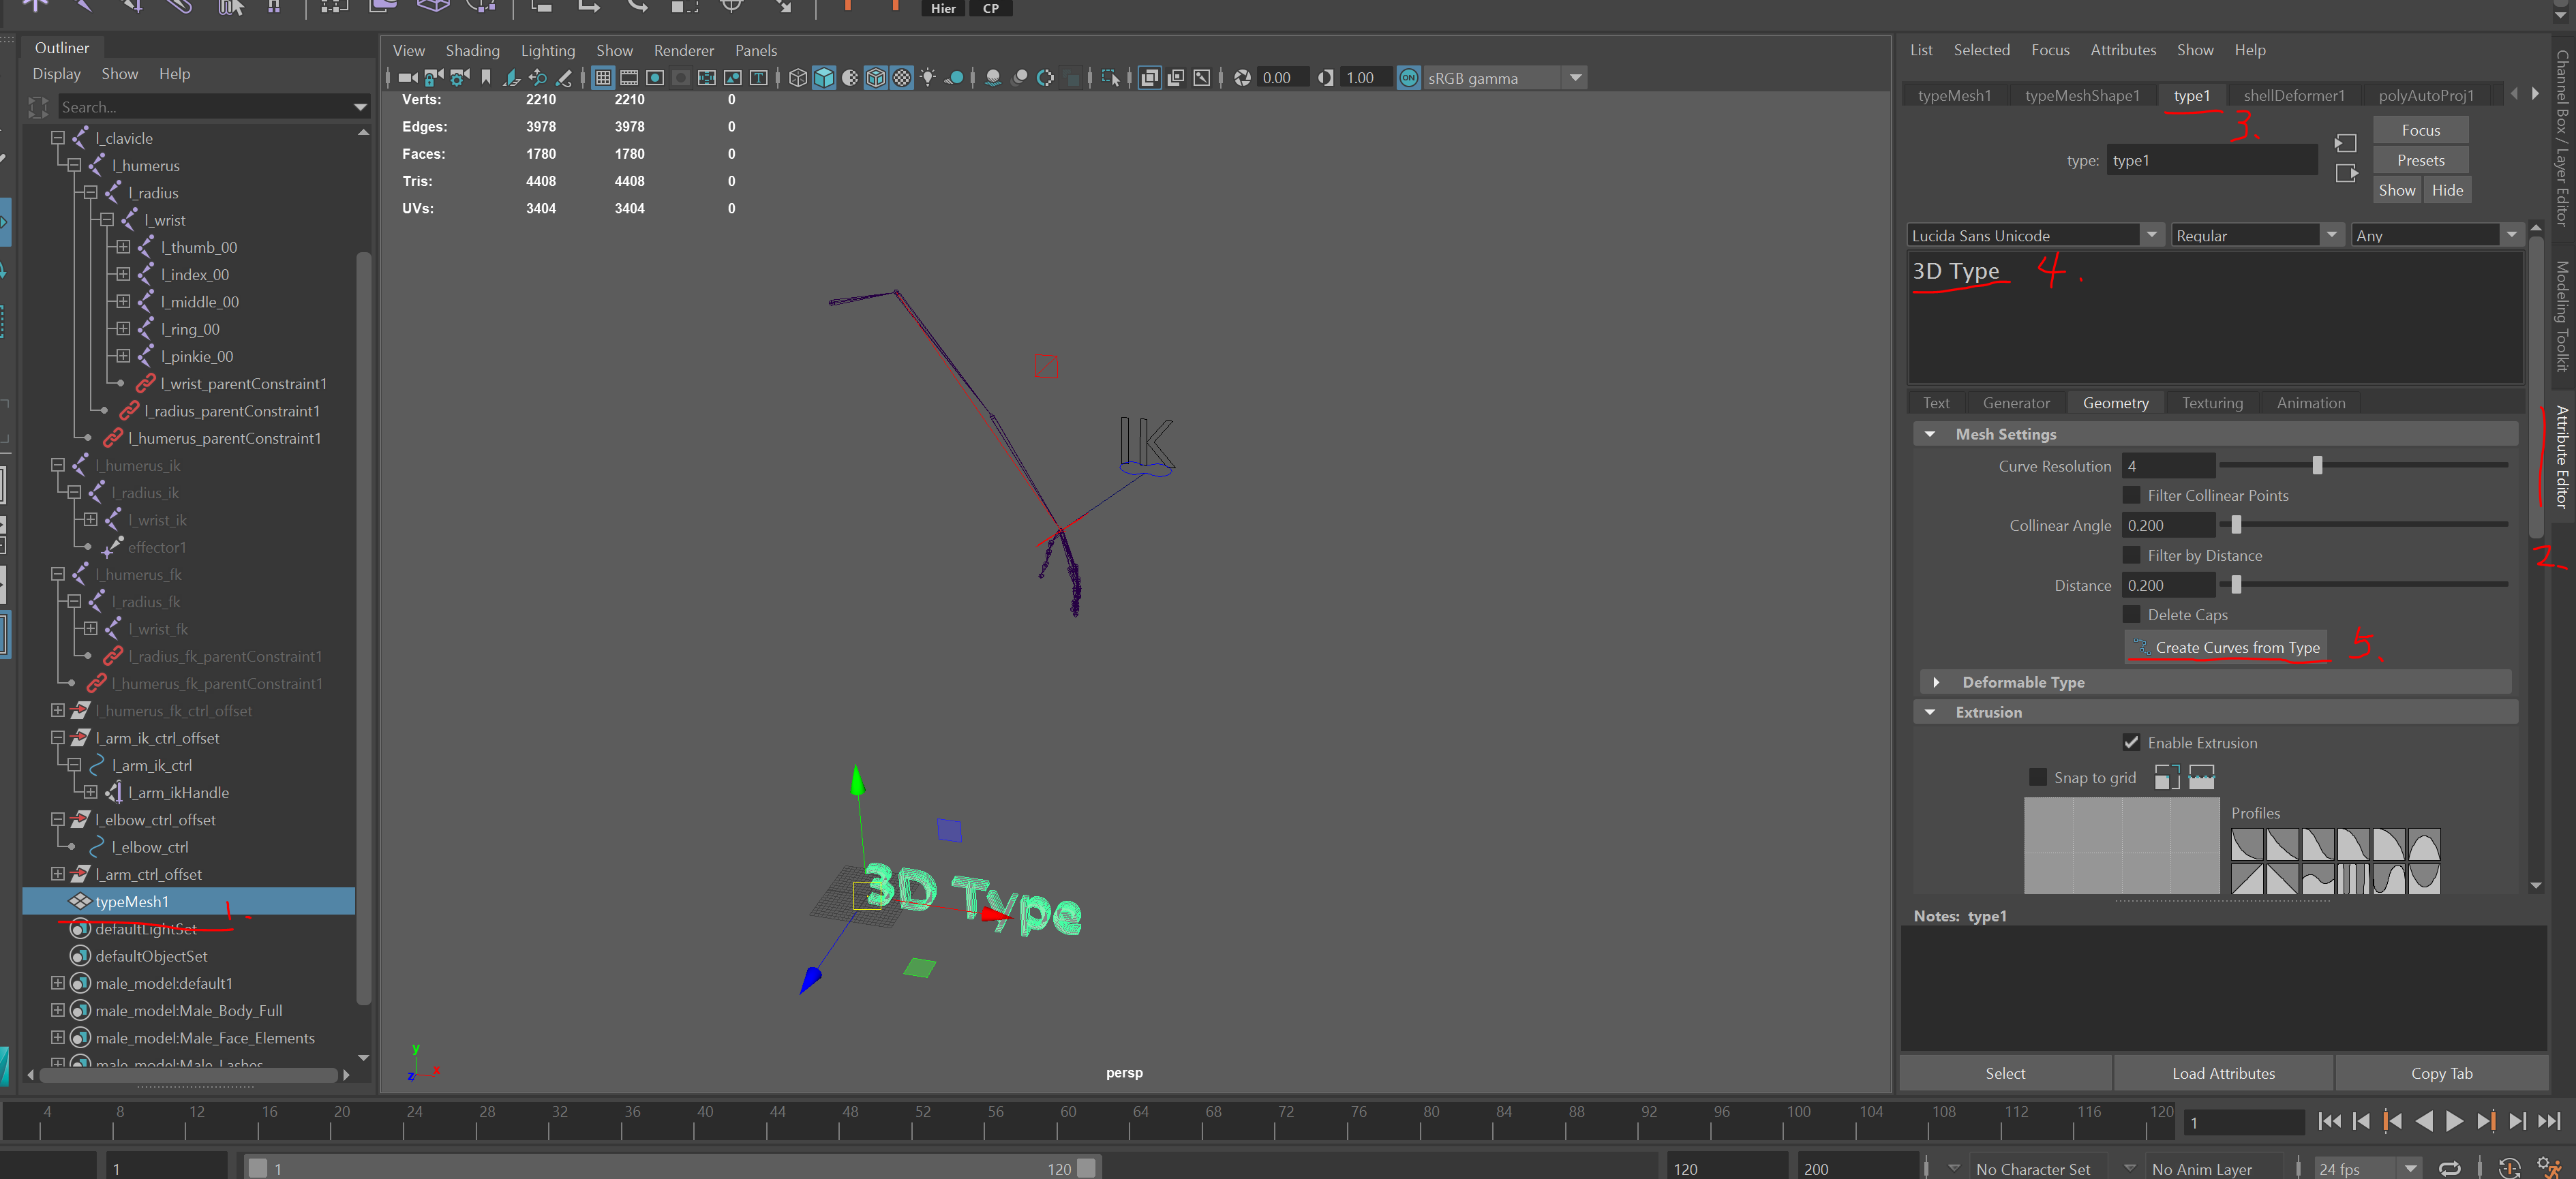 Hier CP
Outliner
Display Show Help
Search...
l_clavicle
l_humerus
l_radius
l_wrist
l_thumb_00
l_index_00
l_middle_00
l_ring_00
l_pinkie_00
l_wrist_parentConstraint1
l_radius_parentConstraint1
l_humerus_parentConstraint1
l_humerus_ik
l_radius_ik
l_wrist_ik
effector1
l_humerus_fk
l_radius_fk
l_wrist_fk
l_radius_fk_parentConstraint1
l_humerus_fk_parentConstraint1
l_humerus_fk_ctrl_offset
l_arm_ik_ctrl_offset
l_arm_ik_ctrl
l_arm_ikHandle
l_elbow_ctrl_offset
l_elbow_ctrl
l_arm_ctrl_offset
typeMesh1 1.
defaultLightSet
defaultObjectSet
male_model:default1
male_model:Male_Body_Full
male_model:Male_Face_Elements
male_model:Male_Lashes
View Shading Lighting Show Renderer Panels
0.00 1.00 ON sRGB gamma
Verts: 2210 2210 0
Edges: 3978 3978 0
Faces: 1780 1780 0
Tris: 4408 4408 0
UVs: 3404 3404 0
IK
3D Type
y
z x
persp
List Selected Focus Attributes Show Help
typeMesh1 typeMeshShape1 type1 shellDeformer1 polyAutoProj1
3.
Focus
type: type1 Presets
Show Hide
Lucida Sans Unicode Regular Any
3D Type 4.
Text Generator Geometry Texturing Animation
Mesh Settings
Curve Resolution 4
Filter Collinear Points
Collinear Angle 0.200
Filter by Distance
Distance 0.200
Delete Caps
Create Curves from Type 5.
Deformable Type
Extrusion
Enable Extrusion
Snap to grid
Profiles
Notes: type1
Select Load Attributes Copy Tab
Channel Box / Layer Editor
Modeling Toolkit
Attribute Editor
2.
4 8 12 16 20 24 28 32 36 40 44 48 52 56 60 64 68 72 76 80 84 88 92 96 100 104 108 112 116 120 1
1 1 120 120 200 No Character Set No Anim Layer 24 fps